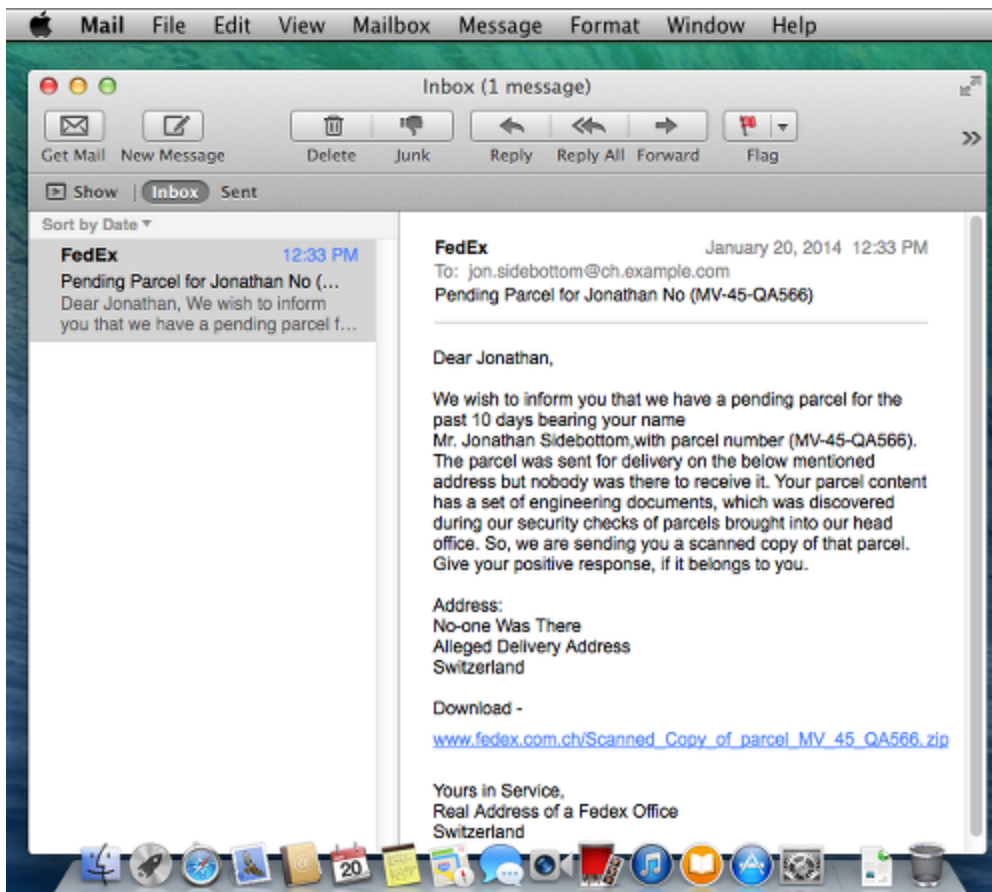 Mail File Edit View Mailbox Message Format Window Help
Inbox (1 message)
Get Mail New Message Delete Junk Reply Reply All Forward Flag
Show Inbox Sent
Sort by Date
FedEx 12:33 PM
Pending Parcel for Jonathan No (...
Dear Jonathan, We wish to inform
you that we have a pending parcel f...
FedEx January 20, 2014 12:33 PM
To: jon.sidebottom@ch.example.com
Pending Parcel for Jonathan No (MV-45-QA566)
Dear Jonathan,
We wish to inform you that we have a pending parcel for the
past 10 days bearing your name
Mr. Jonathan Sidebottom,with parcel number (MV-45-QA566).
The parcel was sent for delivery on the below mentioned
address but nobody was there to receive it. Your parcel content
has a set of engineering documents, which was discovered
during our security checks of parcels brought into our head
office. So, we are sending you a scanned copy of that parcel.
Give your positive response, if it belongs to you.
Address:
No-one Was There
Alleged Delivery Address
Switzerland
Download -
www.fedex.com.ch/Scanned_Copy_of_parcel_MV_45_QA566.zip
Yours in Service,
Real Address of a Fedex Office
Switzerland
20